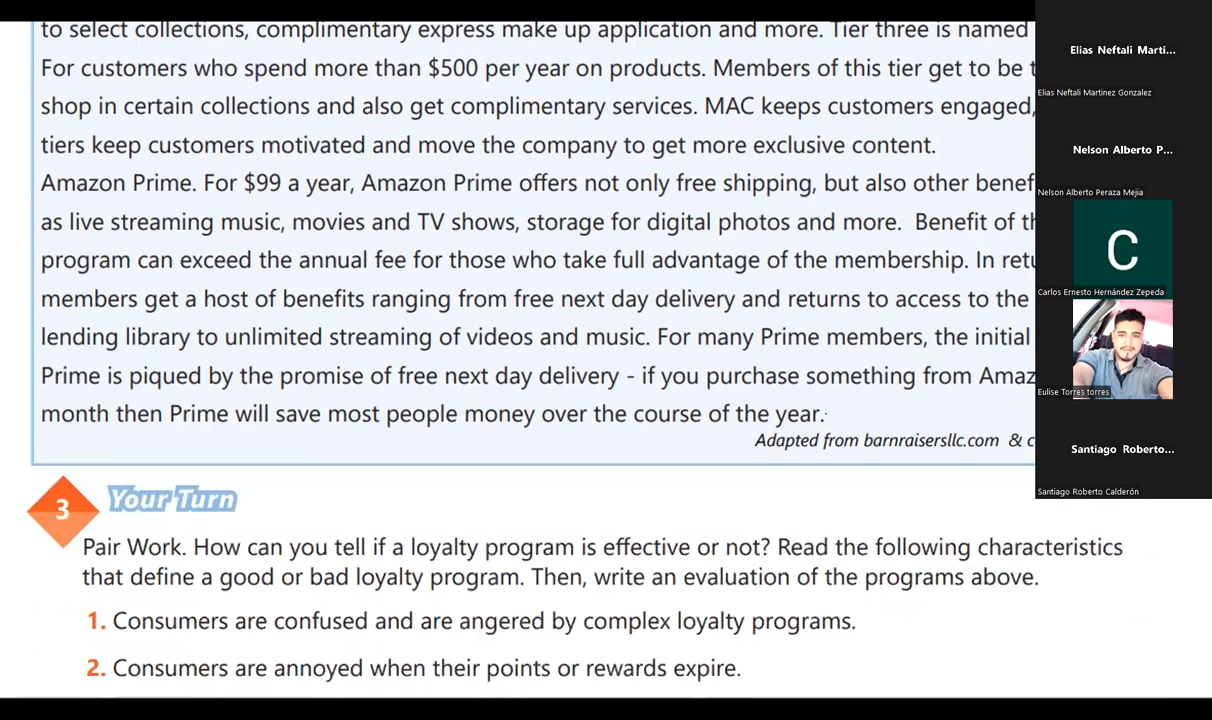 to select collections, complimentary express make up application and more. Tier three is named
For customers who spend more than $500 per year on products. Members of this tier get to be
shop in certain collections and also get complimentary services. MAC keeps customers engaged,
tiers keep customers motivated and move the company to get more exclusive content.
Amazon Prime. For $99 a year, Amazon Prime offers not only free shipping, but also other
as live streaming music, movies and TV shows, storage for digital photos and more. Benefit of
program can exceed the annual fee for those who take full advantage of the membership. In
members get a host of benefits ranging from free next day delivery and returns to access to the
lending library to unlimited streaming of videos and music. For many Prime members, the initial
Prime is piqued by the promise of free next day delivery - if you purchase something from
month then Prime will save most people money over the course of the year.
Adapted from barnraisersllc.com &
3 Your Turn
Pair Work. How can you tell if a loyalty program is effective or not? Read the following characteristics
that define a good or bad loyalty program. Then, write an evaluation of the programs above.
1. Consumers are confused and are angered by complex loyalty programs.
2. Consumers are annoyed when their points or rewards expire.
Elias Neftali Marti...
Elias Neftali Martinez Gonzalez
Nelson Alberto P...
Nelson Alberto Peraza Mejia
C
Carlos Ernesto Hernández Zepeda
Eulise Torres torres
Santiago Roberto...
Santiago Roberto Calderón